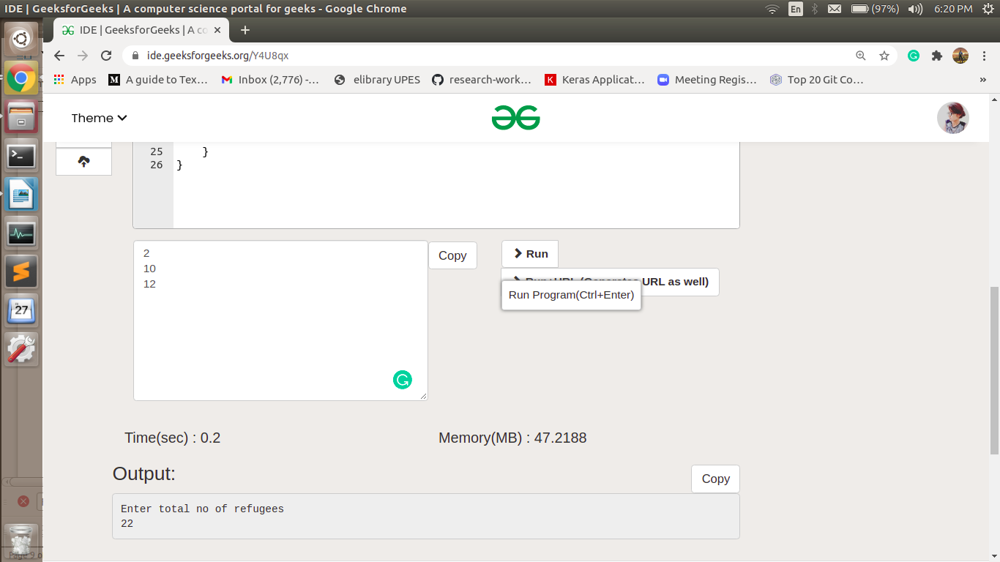 IDE | GeeksforGeeks | A computer science portal for geeks - Google Chrome
En (97%) 6:20 PM
IDE | GeeksforGeeks | A co
ide.geeksforgeeks.org/Y4U8qx
Apps M A guide to Tex… Inbox (2,776) -… elibrary UPES research-work… K Keras Applicat… Meeting Regis… Top 20 Git Co… »
Theme
25 }
26 }
2
10
12
Copy
Run
URL as well)
Run Program(Ctrl+Enter)
27
Time(sec) : 0.2 Memory(MB) : 47.2188
Output:
Copy
Enter total no of refugees
22
Page 9 o